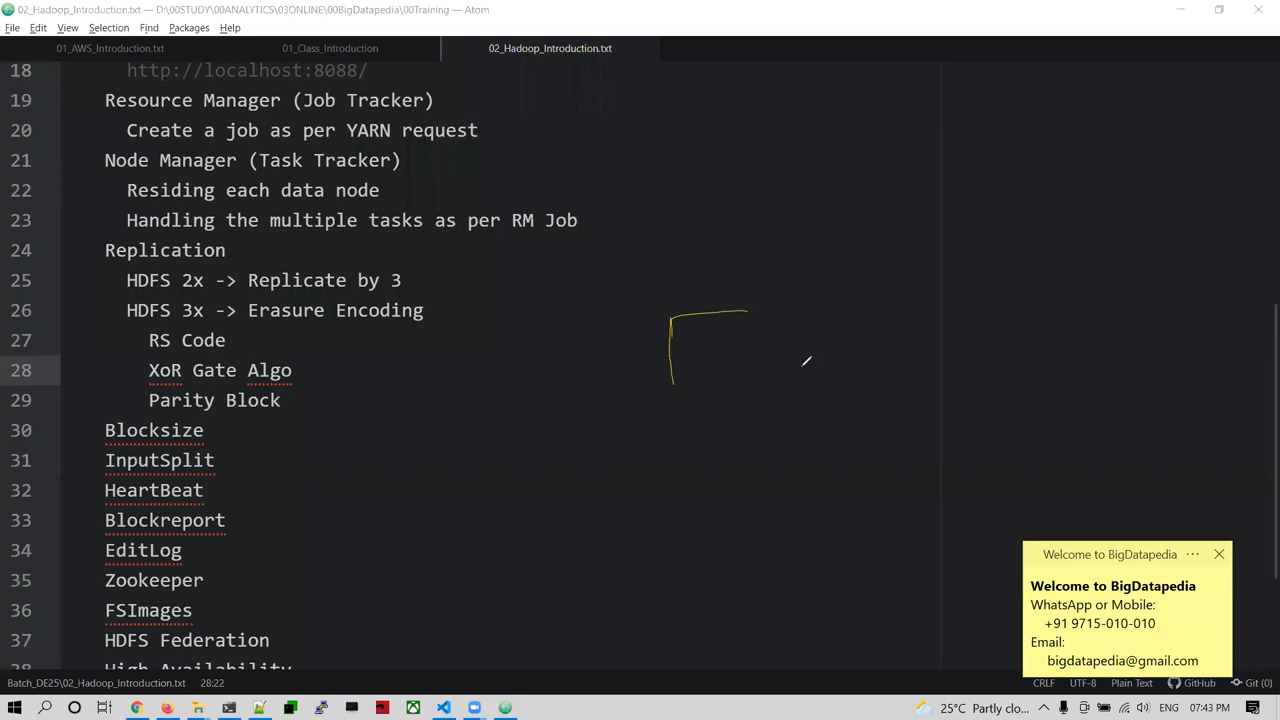 02_Hadoop_Introduction.txt — D:\00STUDY\00ANALYTICS\03ONLINE\00BigDatapedia\00Training — Atom
File Edit View Selection Find Packages Help
01_AWS_Introduction.txt 01_Class_Introduction 02_Hadoop_Introduction.txt
18 http://localhost:8088/
19 Resource Manager (Job Tracker)
20 Create a job as per YARN request
21 Node Manager (Task Tracker)
22 Residing each data node
23 Handling the multiple tasks as per RM Job
24 Replication
25 HDFS 2x -> Replicate by 3
26 HDFS 3x -> Erasure Encoding
27 RS Code
28 XoR Gate Algo
29 Parity Block
30 Blocksize
31 InputSplit
32 HeartBeat
33 Blockreport
34 EditLog
35 Zookeeper
36 FSImages
37 HDFS Federation
38 High Availability
Welcome to BigDatapedia
Welcome to BigDatapedia
WhatsApp or Mobile:
+91 9715-010-010
Email:
bigdatapedia@gmail.com
Batch_DE25\02_Hadoop_Introduction.txt 28:22 CRLF UTF-8 Plain Text GitHub Git (0)
25°C Partly clo... ENG 07:43 PM